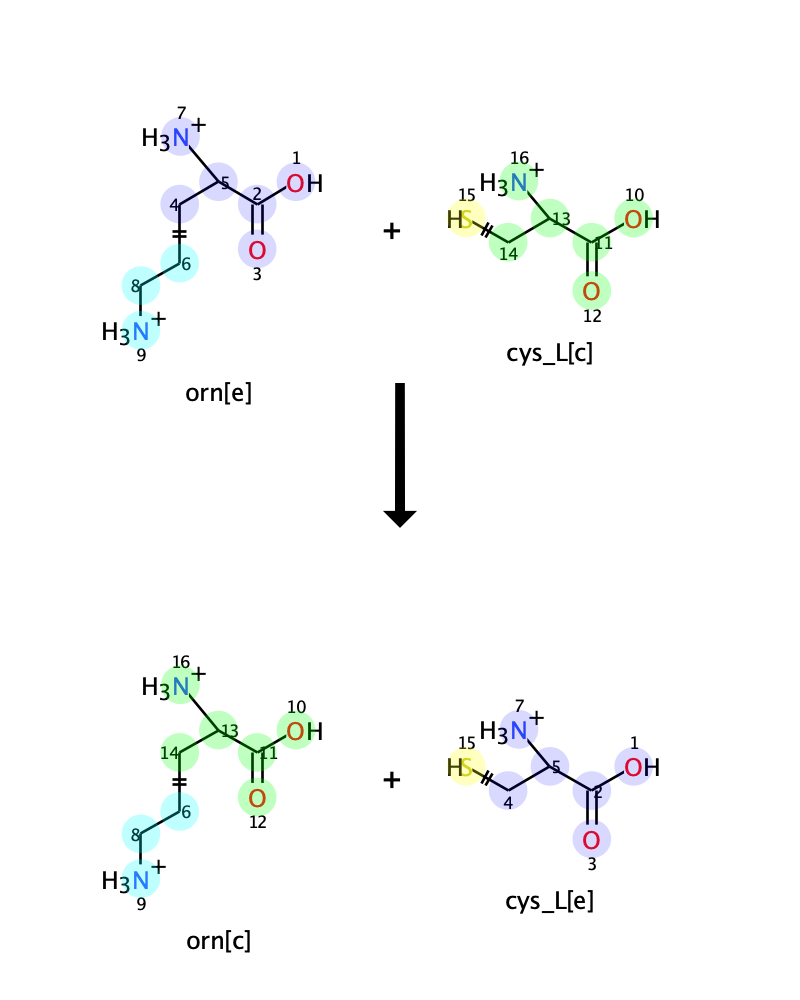 7
H3N+
1
5
2
OH
4
O
3
6
8
H3N+
9
orn[e]
+
16
H3N+
15
10
HS
13
OH
14
11
O
12
cys_L[c]
16
H3N+
10
13
OH
14
11
O
12
6
8
H3N+
9
orn[c]
+
7
H3N+
15
1
HS
5
OH
4
2
O
3
cys_L[e]